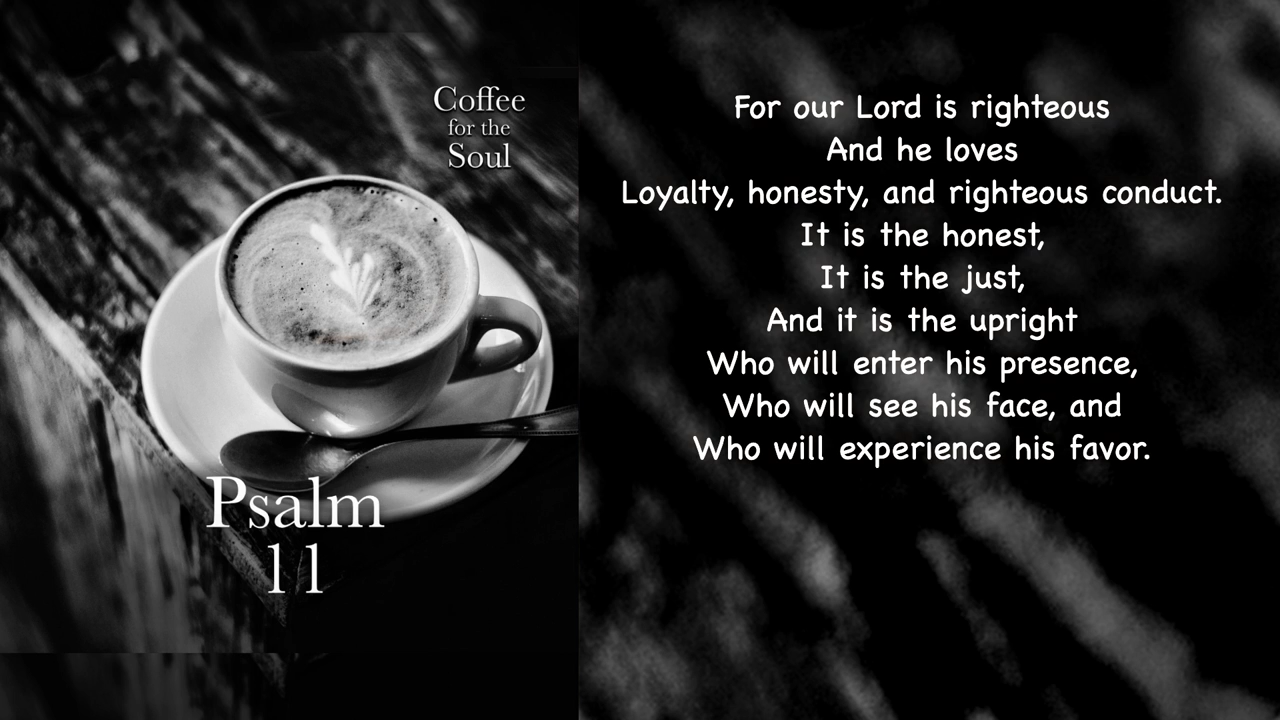 Coffee
for the
Soul
Psalm
11
For our Lord is righteous
And he loves
Loyalty, honesty, and righteous conduct.
It is the honest,
It is the just,
And it is the upright
Who will enter his presence,
Who will see his face, and
Who will experience his favor.